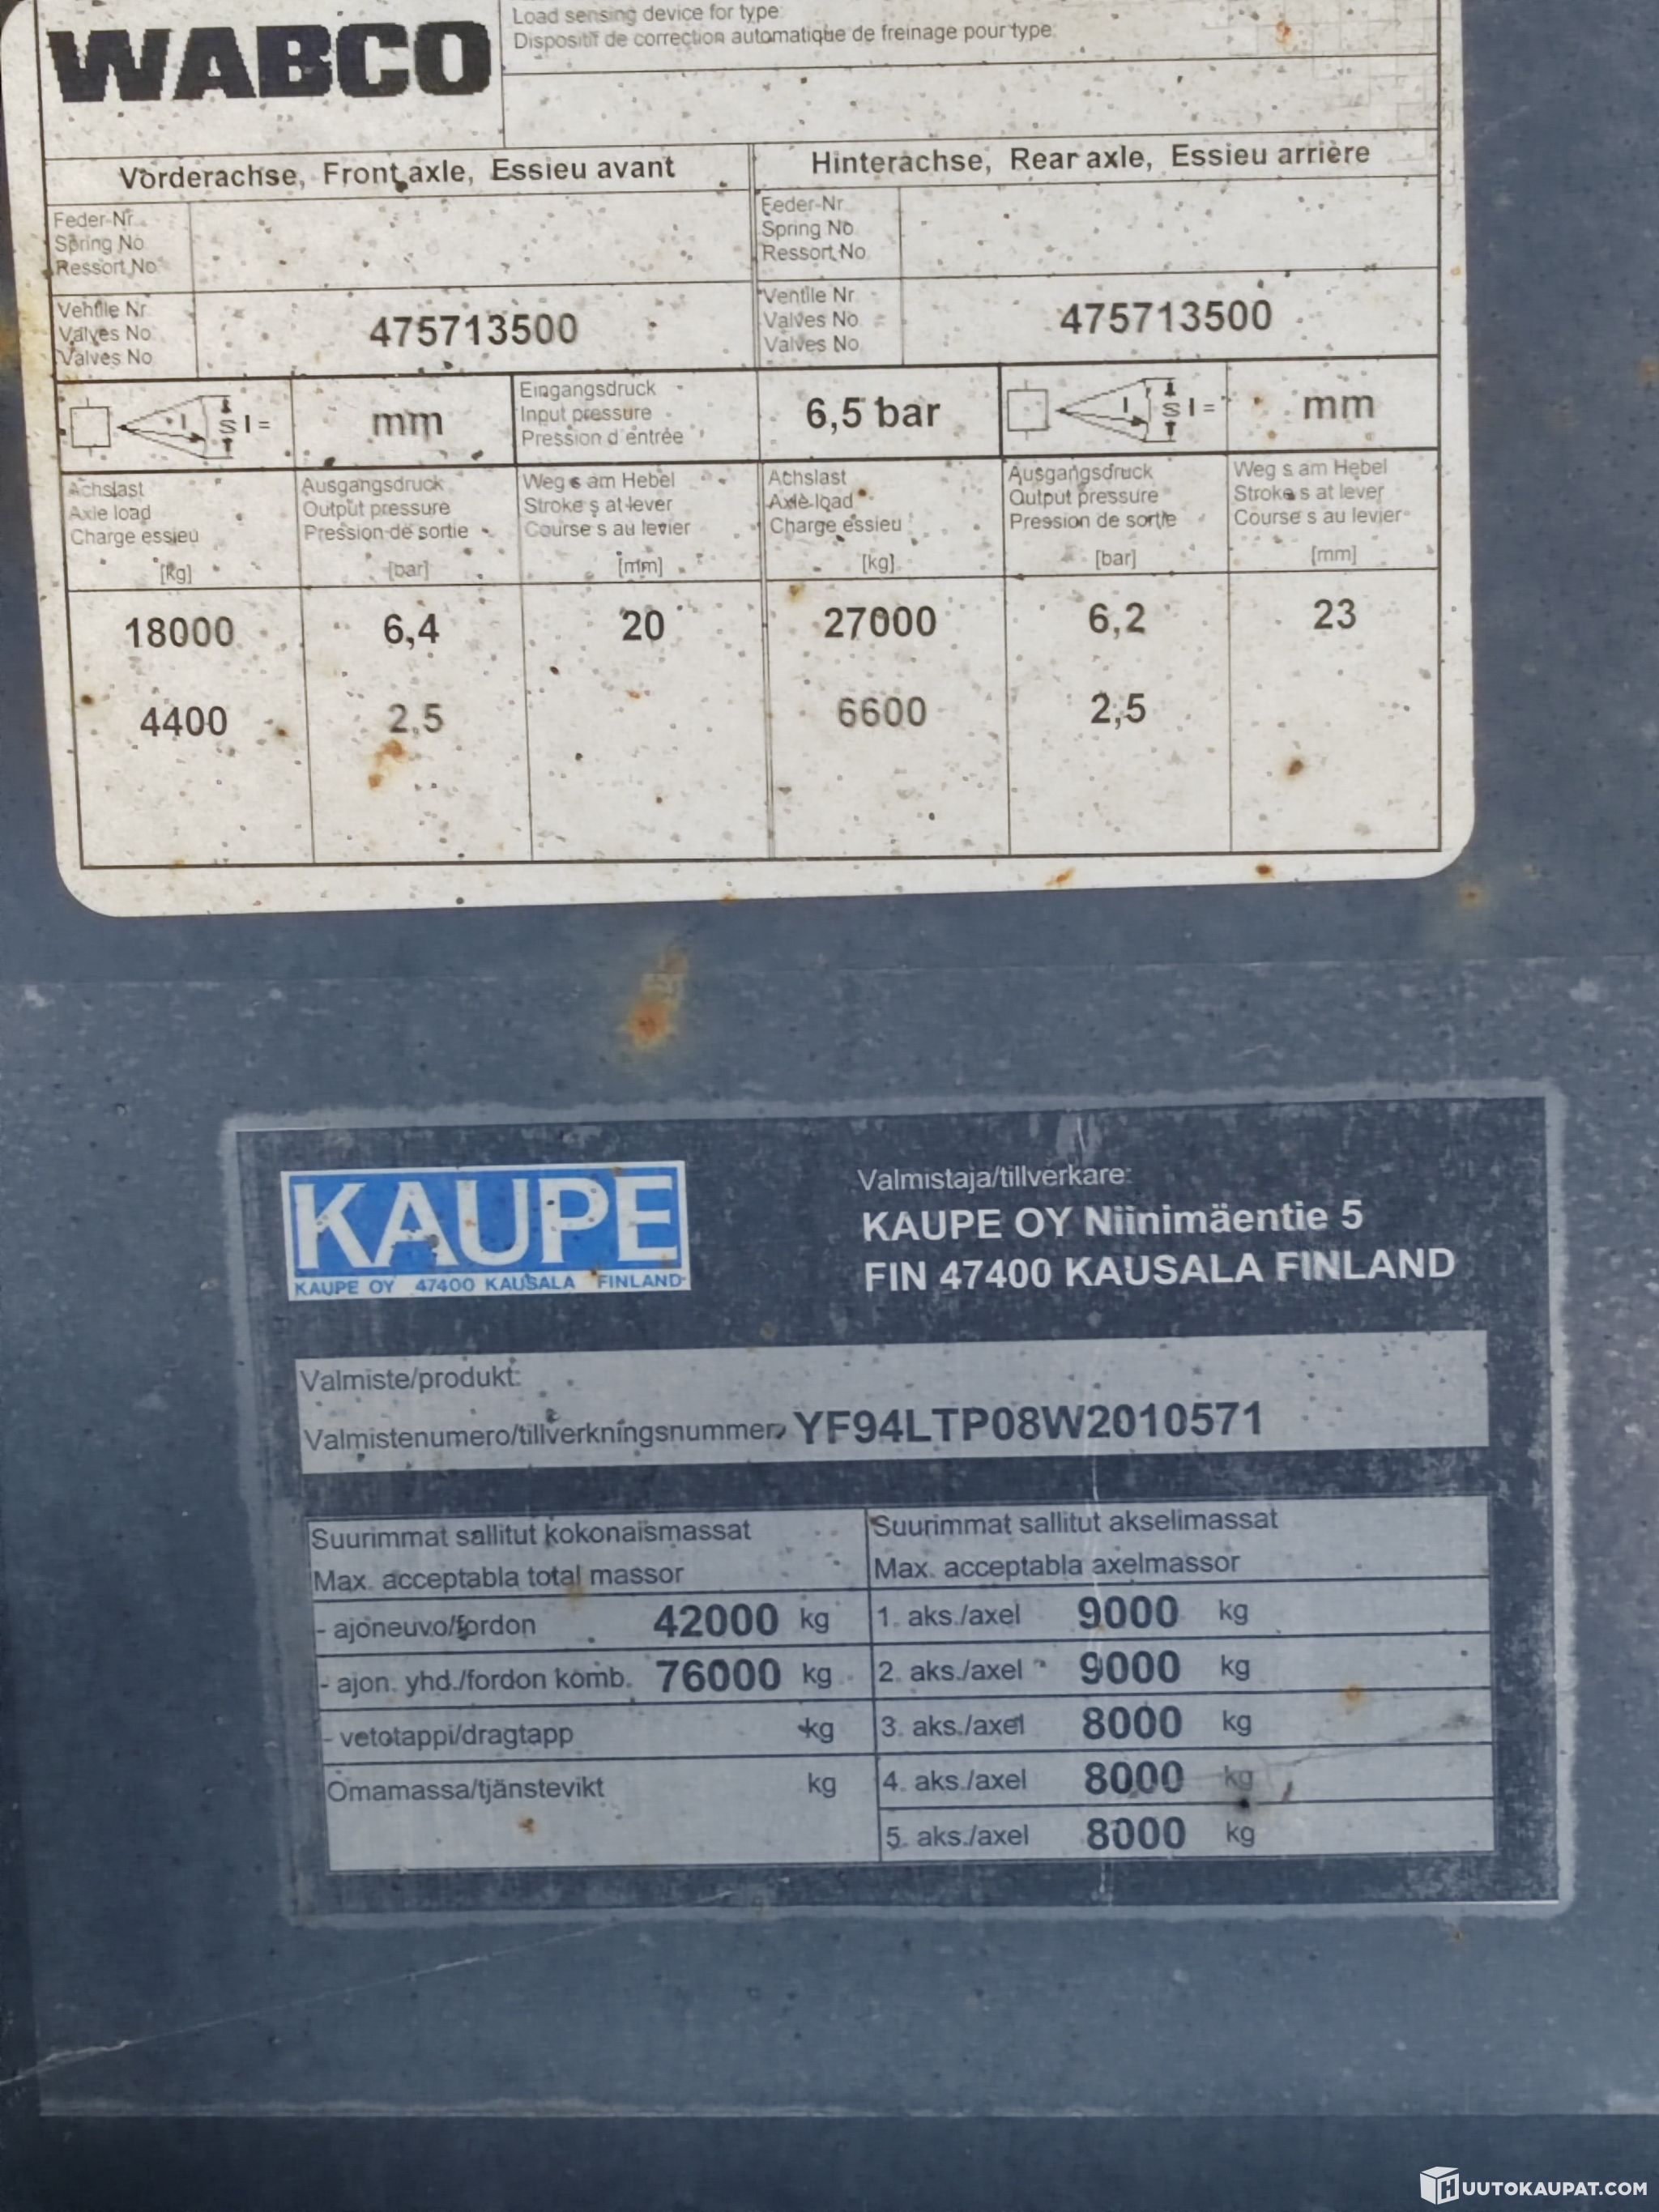 WABCO
Load sensing device for type:
Dispositif de correction automatique de freinage pour type:
Vorderachse, Front axle, Essieu avant
Hinterachse, Rear axle, Essieu arrière
Feder-Nr.
Spring No
Ressort No
Feder-Nr
Spring No
Ressort No
Ventile Nr
Valves No
Valves No
475713500
Ventile Nr
Valves No
Valves No
475713500
l s l =
mm
Eingangsdruck
Input pressure
Pression d'entrée
6,5 bar
l s l =
mm
Achslast
Axle load
Charge essieu
[kg]
Ausgangsdruck
Output pressure
Pression de sortie
[bar]
Weg s am Hebel
Stroke s at lever
Course s au levier
[mm]
Achslast
Axle load
Charge essieu
[kg]
Ausgangsdruck
Output pressure
Pression de sortie
[bar]
Weg s am Hebel
Stroke s at lever
Course s au levier
[mm]
18000 6,4 20 27000 6,2 23
4400 2,5 6600 2,5
KAUPE
KAUPE OY 47400 KAUSALA FINLAND
Valmistaja/tillverkare:
KAUPE OY Niinimäentie 5
FIN 47400 KAUSALA FINLAND
Valmiste/produkt:
Valmistenumero/tillverkningsnummer: YF94LTP08W2010571
Suurimmat sallitut kokonaismassat
Max. acceptabla total massor
- ajoneuvo/fordon 42000 kg
- ajon. yhd./fordon komb. 76000 kg
- vetotappi/dragtapp kg
Omamassa/tjänstevikt kg
Suurimmat sallitut akselimassat
Max. acceptabla axelmassor
1. aks./axel 9000 kg
2. aks./axel 9000 kg
3. aks./axel 8000 kg
4. aks./axel 8000 kg
5. aks./axel 8000 kg
HUUTOKAUPAT.COM